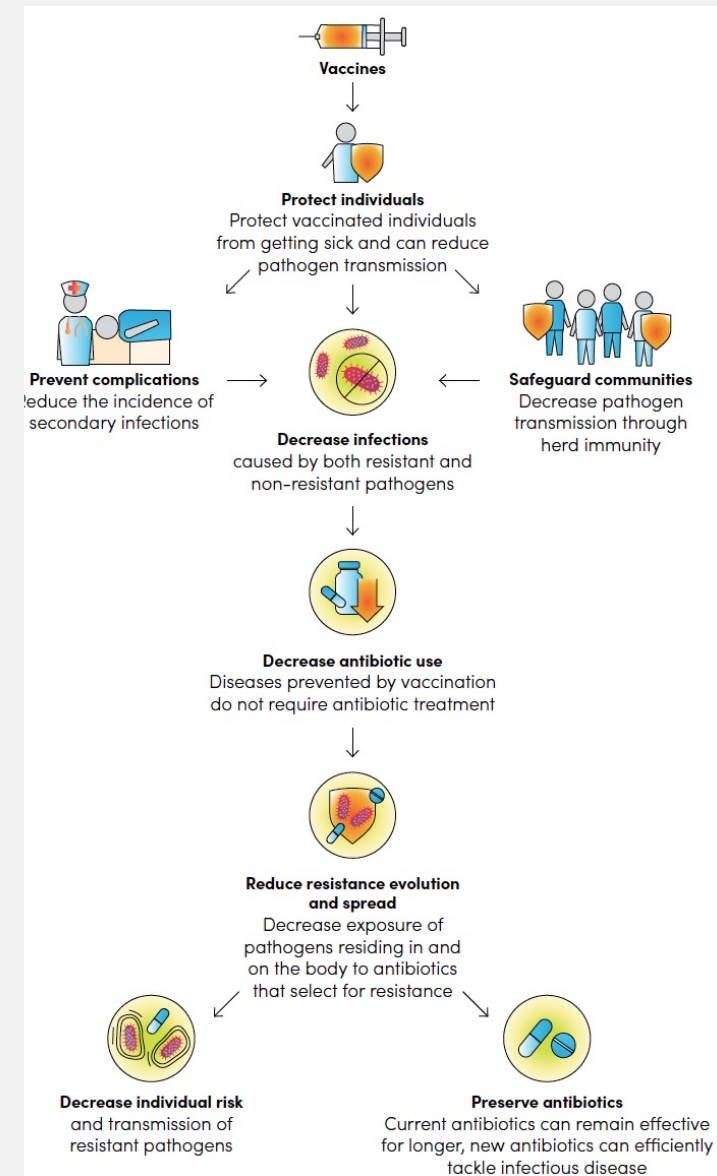 Vaccines
Protect individuals
Protect vaccinated individuals
from getting sick and can reduce
pathogen transmission
Prevent complications
educe the incidence of
secondary infections
Safeguard communities
Decrease pathogen
transmission through
herd immunity
Decrease infections
caused by both resistant and
non-resistant pathogens
Decrease antibiotic use
Diseases prevented by vaccination
do not require antibiotic treatment
Reduce resistance evolution
and spread
Decrease exposure of
pathogens residing in and
on the body to antibiotics
that select for resistance
Decrease individual risk
and transmission of
resistant pathogens
Preserve antibiotics
Current antibiotics can remain effective
for longer, new antibiotics can efficiently
tackle infectious disease